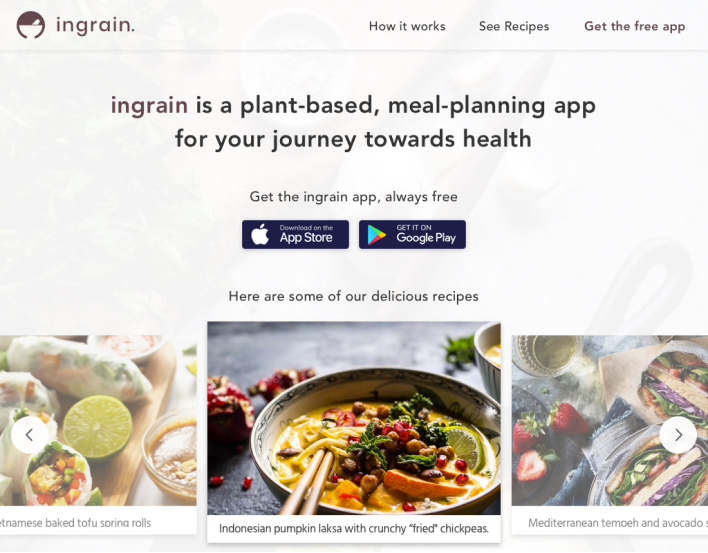 ingrain.
How it works
See Recipes
Get the free app
ingrain is a plant-based, meal-planning app
for your journey towards health
Get the ingrain app, always free
Download on the
App Store
GET IT ON
Google Play
Here are some of our delicious recipes
baked tofu spring rolls
Indonesian pumpkin laksa with crunchy “fried" chickpeas.
Mediterranean tempeh and avocado